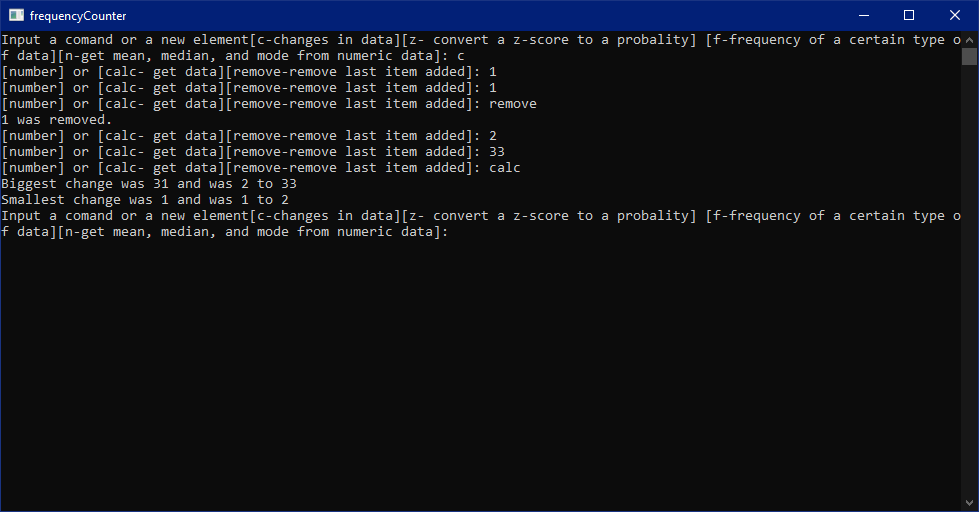 frequencyCounter
Input a comand or a new element[c-changes in data][z- convert a z-score to a probality] [f-frequency of a certain type o
f data][n-get mean, median, and mode from numeric data]: c
[number] or [calc- get data][remove-remove last item added]: 1
[number] or [calc- get data][remove-remove last item added]: 1
[number] or [calc- get data][remove-remove last item added]: remove
1 was removed.
[number] or [calc- get data][remove-remove last item added]: 2
[number] or [calc- get data][remove-remove last item added]: 33
[number] or [calc- get data][remove-remove last item added]: calc
Biggest change was 31 and was 2 to 33
Smallest change was 1 and was 1 to 2
Input a comand or a new element[c-changes in data][z- convert a z-score to a probality] [f-frequency of a certain type o
f data][n-get mean, median, and mode from numeric data]: